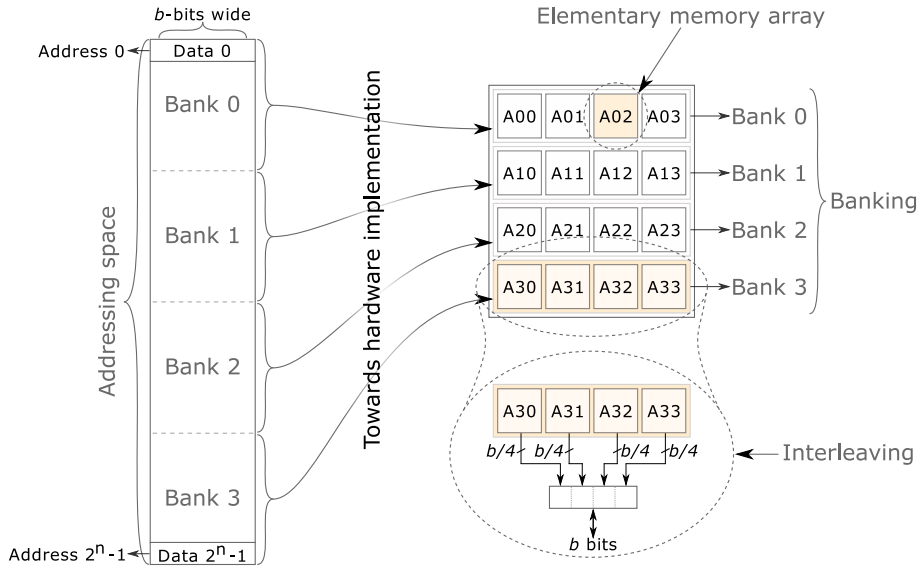 b-bits wide
Address 0
Data 0
Bank 0
Bank 1
Bank 2
Bank 3
Data 2ⁿ-1
Address 2ⁿ-1
Addressing space
Towards hardware implementation
Elementary memory array
A00 A01 A02 A03
Bank 0
A10 A11 A12 A13
Bank 1
A20 A21 A22 A23
Bank 2
A30 A31 A32 A33
Bank 3
Banking
A30 A31 A32 A33
b/4 b/4 b/4 b/4
b bits
Interleaving